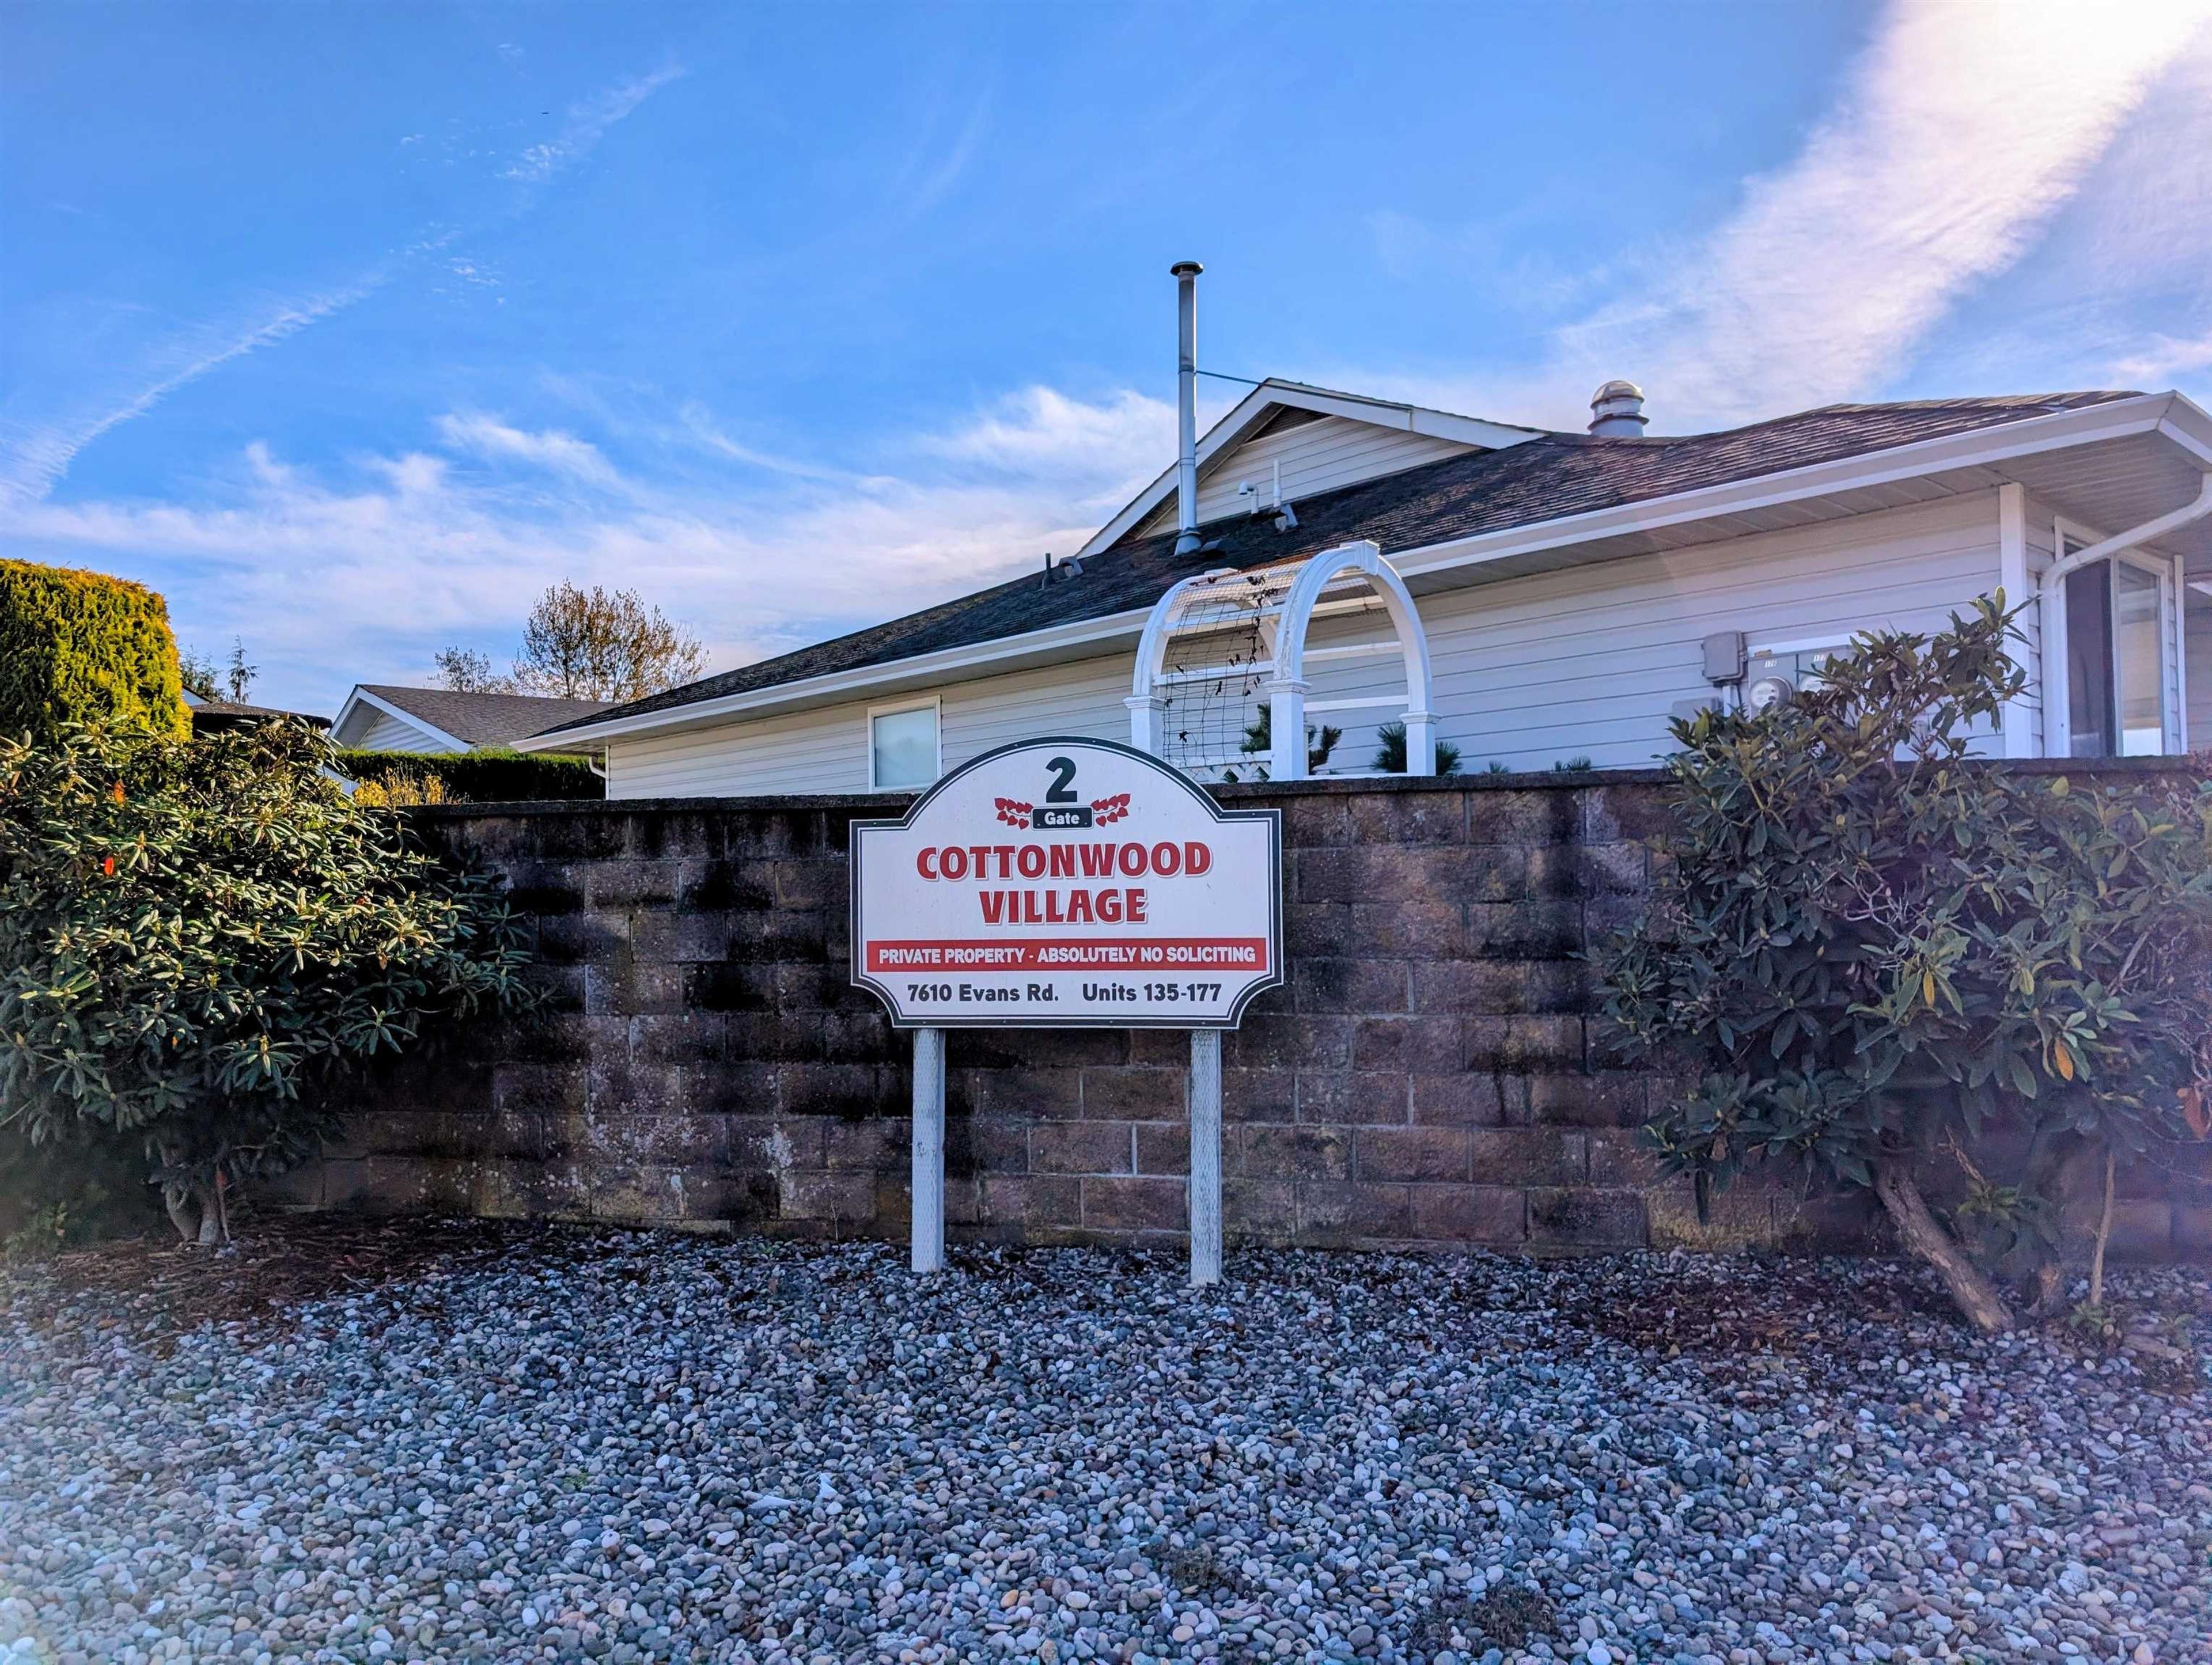 2
Gate
COTTONWOOD
VILLAGE
PRIVATE PROPERTY - ABSOLUTELY NO SOLICITING
7610 Evans Rd. Units 135-177